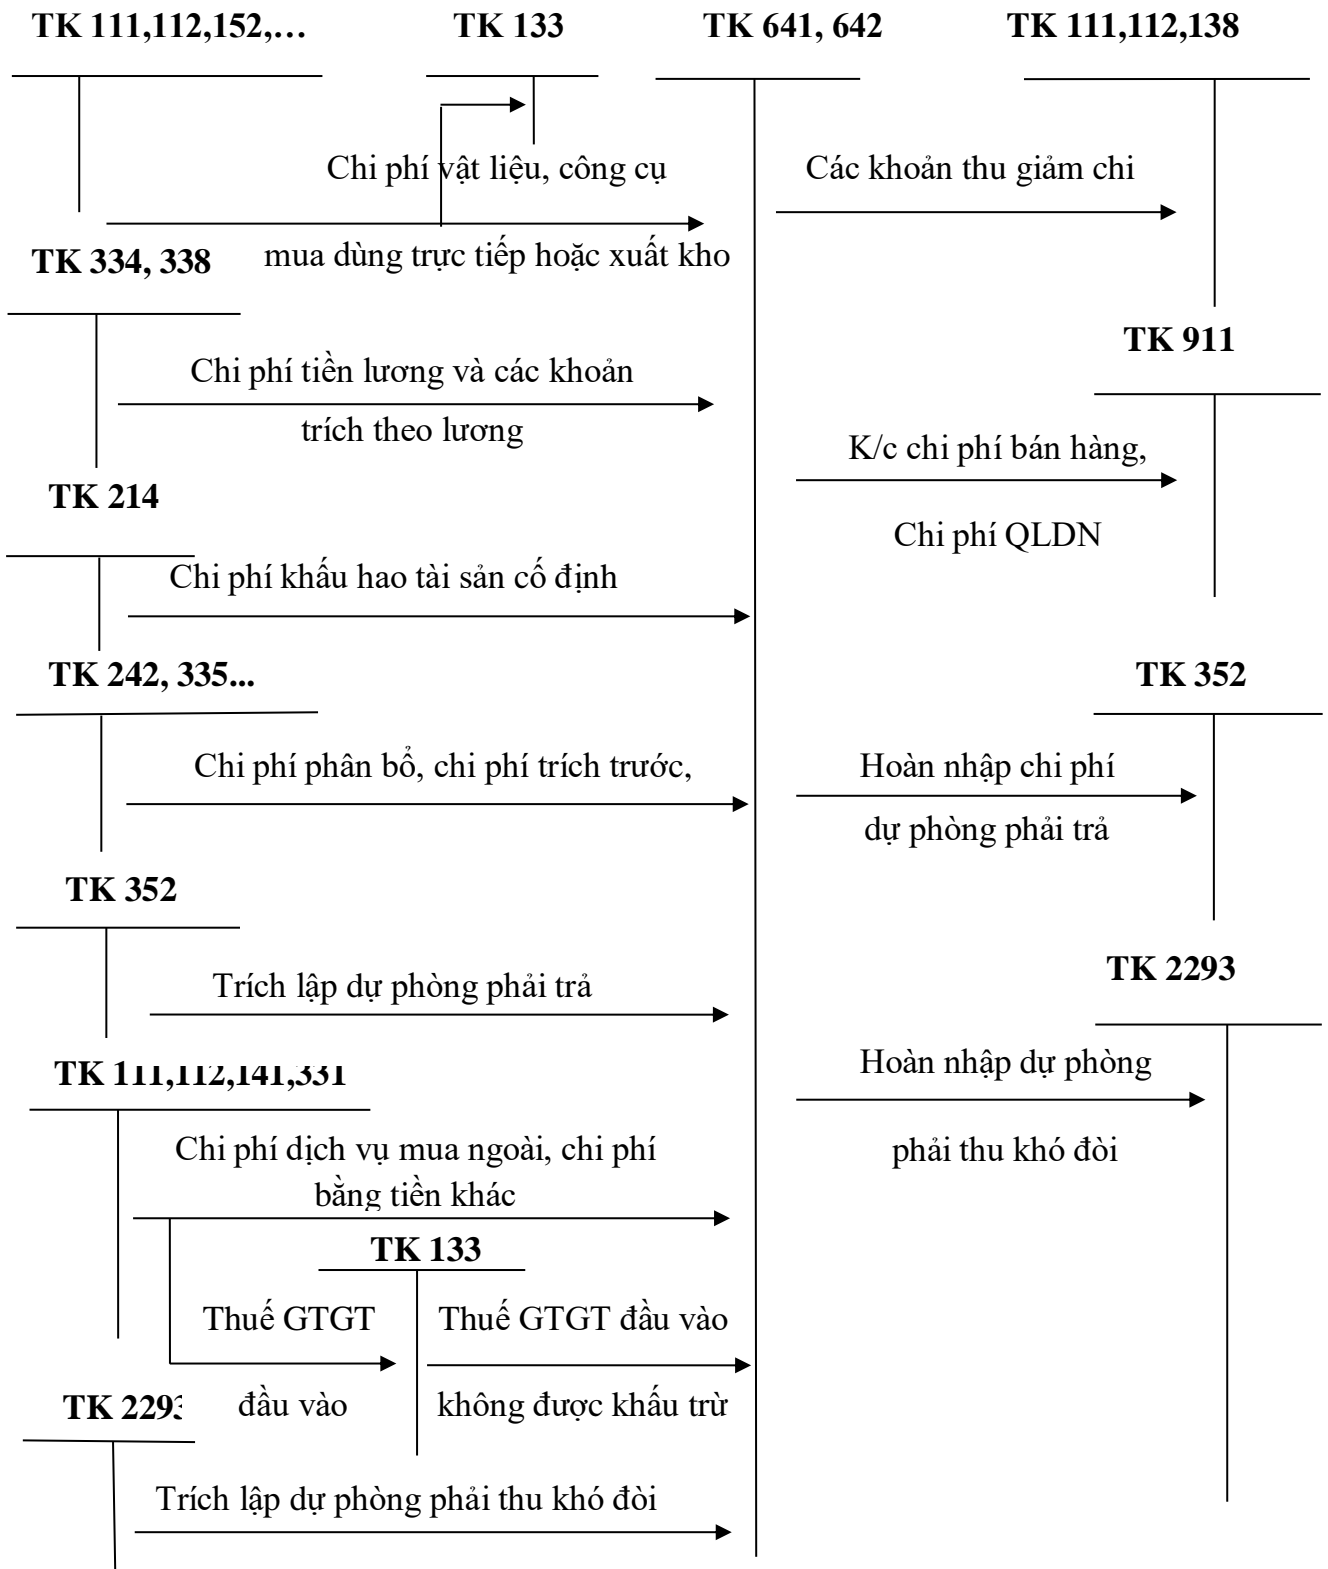 TK 111,112,152,… TK 133 TK 641, 642 TK 111,112,138
Chi phí vật liệu, công cụ
mua dùng trực tiếp hoặc xuất kho
Các khoản thu giảm chi
TK 334, 338
Chi phí tiền lương và các khoản
trích theo lương
TK 911
K/c chi phí bán hàng,
Chi phí QLDN
TK 214
Chi phí khấu hao tài sản cố định
TK 242, 335...
Chi phí phân bổ, chi phí trích trước,
TK 352
Hoàn nhập chi phí
dự phòng phải trả
TK 352
Trích lập dự phòng phải trả
TK 2293
Hoàn nhập dự phòng
phải thu khó đòi
TK 111,112,141,331
Chi phí dịch vụ mua ngoài, chi phí
bằng tiền khác
TK 133
Thuế GTGT
đầu vào
Thuế GTGT đầu vào
không được khấu trừ
TK 2293
Trích lập dự phòng phải thu khó đòi